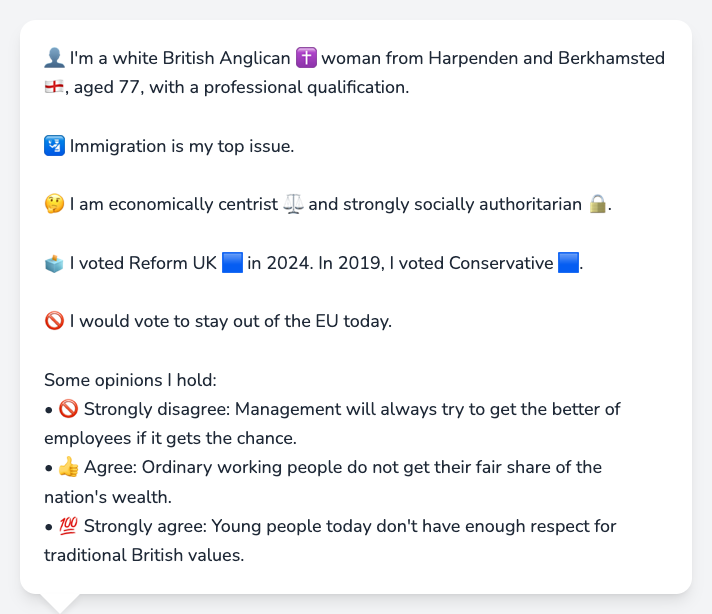 👤 I'm a white British Anglican ✝️ woman from Harpenden and Berkhamsted
🏴󠁧󠁢󠁥󠁮󠁧󠁿, aged 77, with a professional qualification.
🛂 Immigration is my top issue.
🤔 I am economically centrist ⚖️ and strongly socially authoritarian 🔒.
🗳️ I voted Reform UK 🟦 in 2024. In 2019, I voted Conservative 🟦.
🚫 I would vote to stay out of the EU today.
Some opinions I hold:
• 🚫 Strongly disagree: Management will always try to get the better of
employees if it gets the chance.
• 👍 Agree: Ordinary working people do not get their fair share of the
nation's wealth.
• 💯 Strongly agree: Young people today don't have enough respect for
traditional British values.